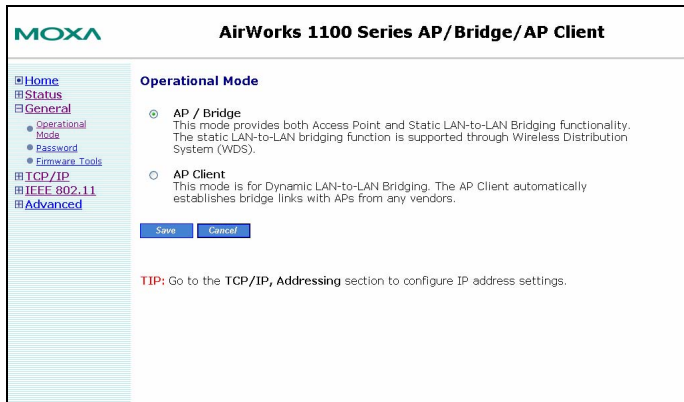 MOXA
AirWorks 1100 Series AP/Bridge/AP Client
Home
Status
General
Operational
Mode
Password
Firmware Tools
TCP/IP
IEEE 802.11
Advanced
Operational Mode
AP / Bridge
This mode provides both Access Point and Static LAN-to-LAN Bridging functionality.
The static LAN-to-LAN bridging function is supported through Wireless Distribution
System (WDS).
AP Client
This mode is for Dynamic LAN-to-LAN Bridging. The AP Client automatically
establishes bridge links with APs from any vendors.
Save Cancel
TIP: Go to the TCP/IP, Addressing section to configure IP address settings.